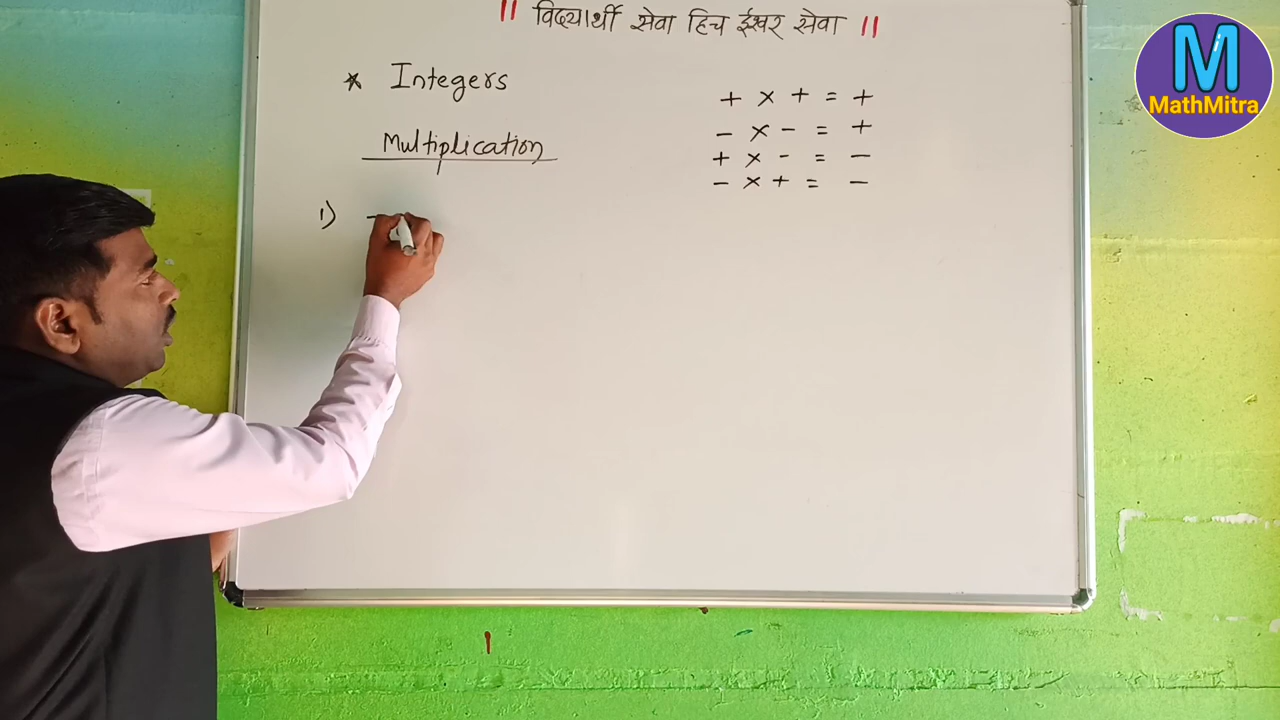 ॥ विद्यार्थी सेवा हिच ईश्वर सेवा ॥
* Integers
Multiplication
+ × + = +
- × - = +
+ × - = -
- × + = -
1) -
M
MathMitra